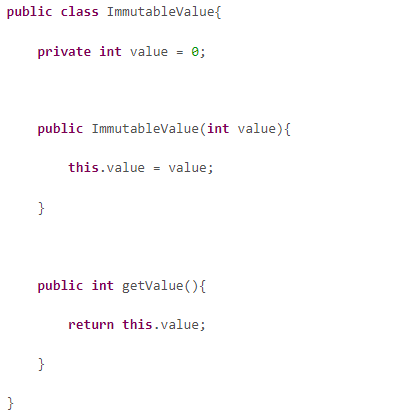 public class ImmutableValue{
private int value = 0;
public ImmutableValue(int value){
this.value = value;
}
public int getValue(){
return this.value;
}
}